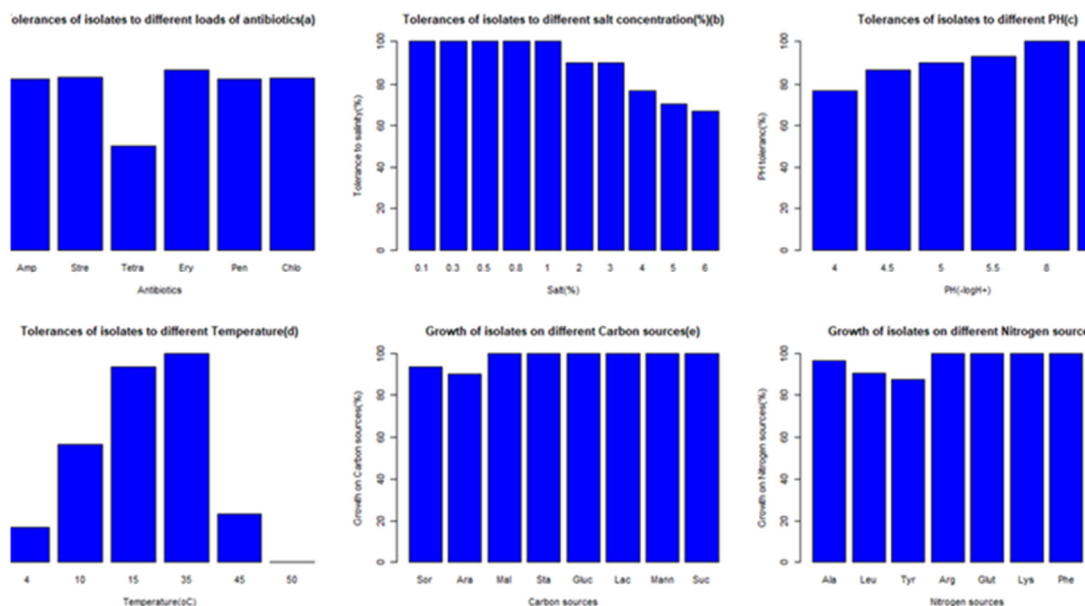 olerances of isolates to different loads of antibiotics(a)
Amp Stre Tetra Ery Pen Chlo
Antibiotics
Tolerances of isolates to different salt concentration(%)(b)
Tolerance to salinity(%)
0 20 40 60 80 100
0.1 0.3 0.5 0.8 1 2 3 4 5 6
Salt(%)
Tolerances of isolates to different PH(c)
PH toleranc(%)
0 20 40 60 80 100
4 4.5 5 5.5 8
PH(-logH+)
Tolerances of isolates to different Temperature(d)
4 10 15 35 45 50
Temperature(oC)
Growth of isolates on different Carbon sources(e)
Growth on Carbon sources(%)
0 20 40 60 80 100
Sor Ara Mal Sta Gluc Lac Mann Suc
Carbon sources
Growth of isolates on different Nitrogen source
Growth on Nitrogen sources(%)
0 20 40 60 80 100
Ala Leu Tyr Arg Glut Lys Phe
Nitrogen sources